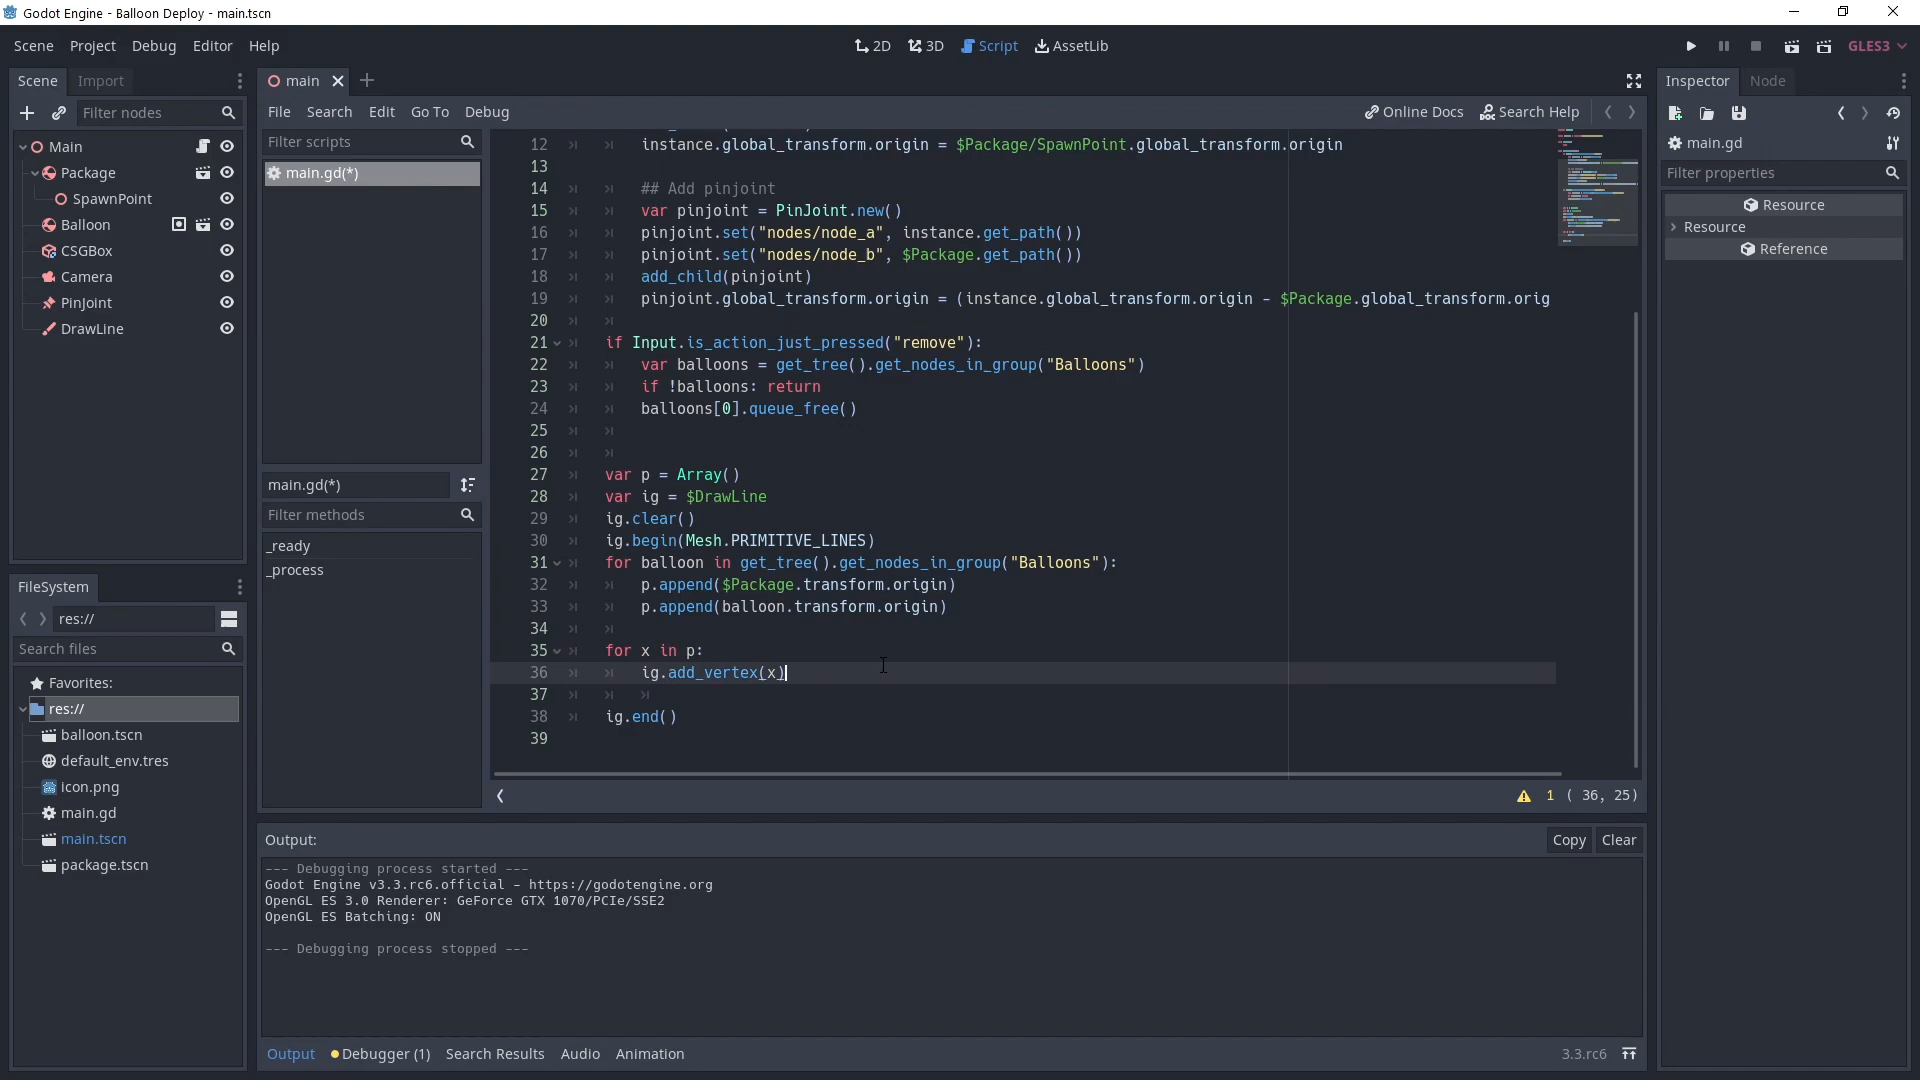 Godot Engine - Balloon Deploy - main.tscn
Scene Project Debug Editor Help
2D 3D Script AssetLib
GLES3
Scene Import
Filter nodes
Main
Package
SpawnPoint
Balloon
CSGBox
Camera
PinJoint
DrawLine
FileSystem
res://
Search files
Favorites:
res://
balloon.tscn
default_env.tres
icon.png
main.gd
main.tscn
package.tscn
main
File Search Edit Go To Debug
Online Docs Search Help
Filter scripts
main.gd(*)
main.gd(*)
Filter methods
_ready
_process
12 instance.global_transform.origin = $Package/SpawnPoint.global_transform.origin
13
14 ## Add pinjoint
15 var pinjoint = PinJoint.new()
16 pinjoint.set("nodes/node_a", instance.get_path())
17 pinjoint.set("nodes/node_b", $Package.get_path())
18 add_child(pinjoint)
19 pinjoint.global_transform.origin = (instance.global_transform.origin - $Package.global_transform.orig
20
21 if Input.is_action_just_pressed("remove"):
22 var balloons = get_tree().get_nodes_in_group("Balloons")
23 if !balloons: return
24 balloons[0].queue_free()
25
26
27 var p = Array()
28 var ig = $DrawLine
29 ig.clear()
30 ig.begin(Mesh.PRIMITIVE_LINES)
31 for balloon in get_tree().get_nodes_in_group("Balloons"):
32 p.append($Package.transform.origin)
33 p.append(balloon.transform.origin)
34
35 for x in p:
36 ig.add_vertex(x)
37
38 ig.end()
39
1 ( 36, 25)
Output:
Copy Clear
--- Debugging process started ---
Godot Engine v3.3.rc6.official - https://godotengine.org
OpenGL ES 3.0 Renderer: GeForce GTX 1070/PCIe/SSE2
OpenGL ES Batching: ON
--- Debugging process stopped ---
Output Debugger (1) Search Results Audio Animation
3.3.rc6
Inspector Node
main.gd
Filter properties
Resource
Resource
Reference